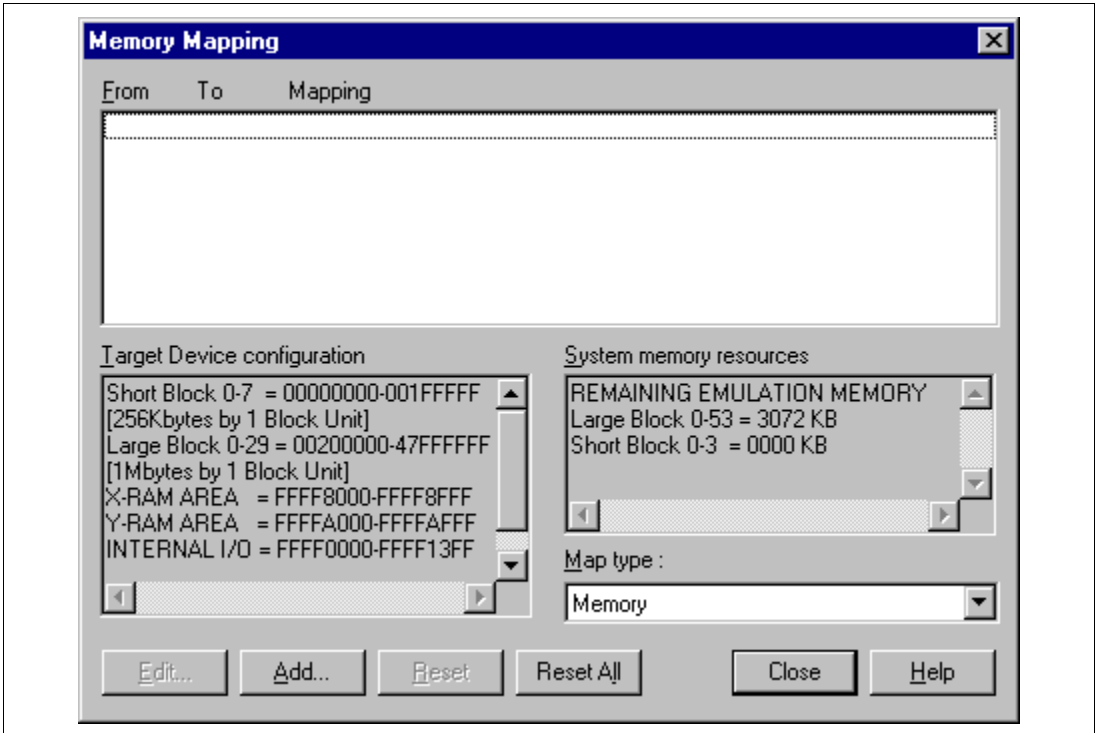 Memory Mapping
From To Mapping
Target Device configuration
Short Block 0-7 = 00000000-001FFFFF
[256Kbytes by 1 Block Unit]
Large Block 0-29 = 00200000-47FFFFFF
[1Mbytes by 1 Block Unit]
X-RAM AREA = FFFF8000-FFFF8FFF
Y-RAM AREA = FFFFA000-FFFFAFFF
INTERNAL I/O = FFFF0000-FFFF13FF
System memory resources
REMAINING EMULATION MEMORY
Large Block 0-53 = 3072 KB
Short Block 0-3 = 0000 KB
Map type :
Memory
Edit... Add... Reset Reset All Close Help